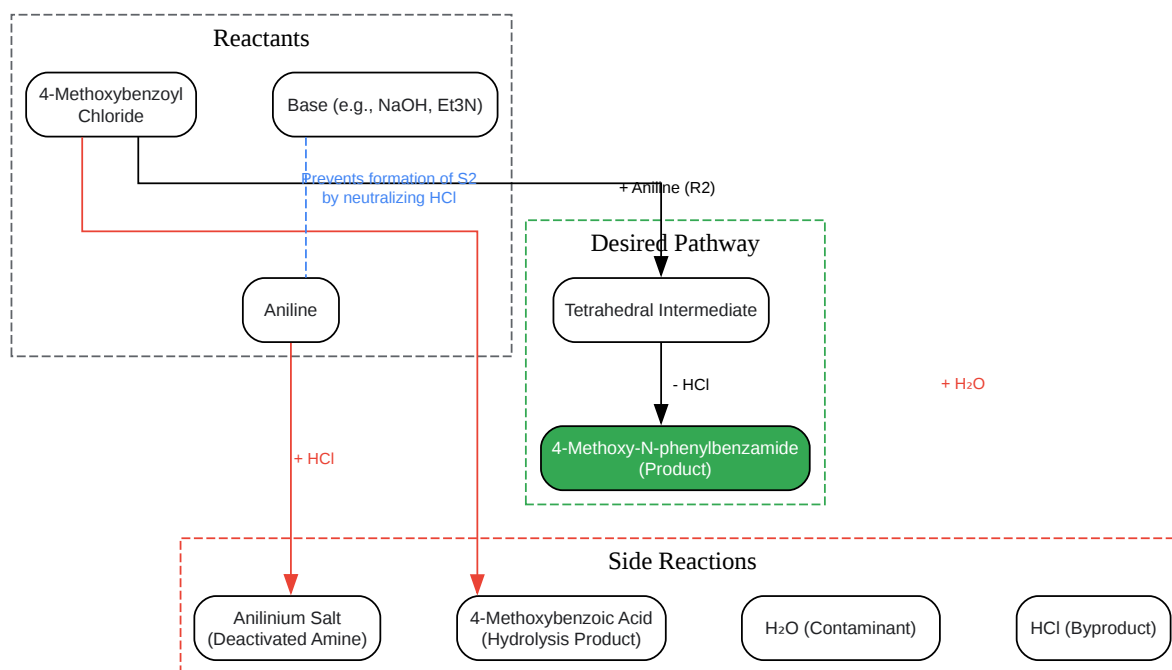 Reactants
4-Methoxybenzoyl
Chloride
Base (e.g., NaOH, Et3N)
Prevents formation of S2
by neutralizing HCl
+ Aniline (R2)
Desired Pathway
Aniline
Tetrahedral Intermediate
- HCl
+ H₂O
4-Methoxy-N-phenylbenzamide
(Product)
+ HCl
Side Reactions
Anilinium Salt
(Deactivated Amine)
4-Methoxybenzoic Acid
(Hydrolysis Product)
H₂O (Contaminant)
HCl (Byproduct)